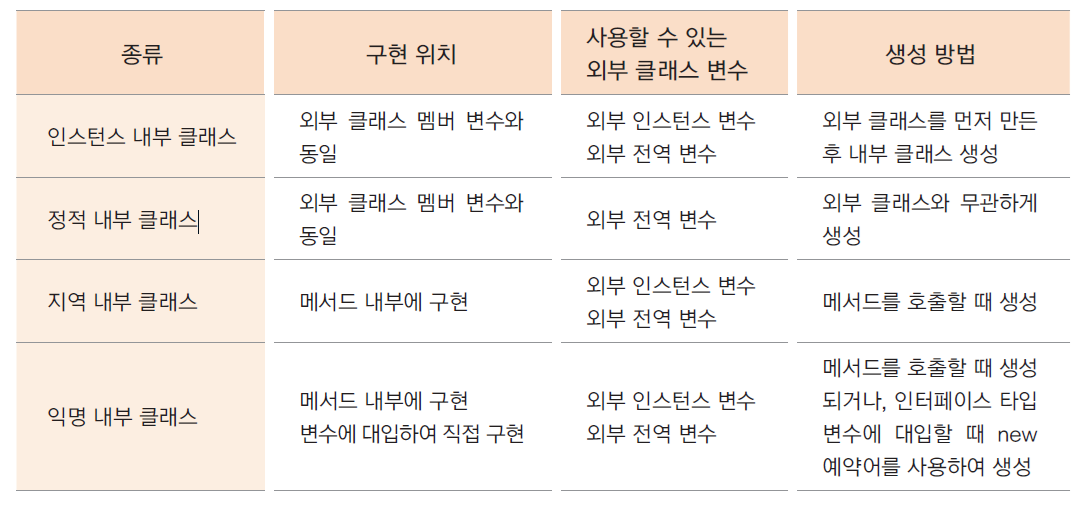 종류
구현 위치
사용할 수 있는
외부 클래스 변수
생성 방법
인스턴스 내부 클래스
외부 클래스 멤버 변수와
동일
외부 인스턴스 변수
외부 전역 변수
외부 클래스를 먼저 만든
후 내부 클래스 생성
정적 내부 클래스
외부 클래스 멤버 변수와
동일
외부 전역 변수
외부 클래스와 무관하게
생성
지역 내부 클래스
메서드 내부에 구현
외부 인스턴스 변수
외부 전역 변수
메서드를 호출할 때 생성
익명 내부 클래스
메서드 내부에 구현
변수에 대입하여 직접 구현
외부 인스턴스 변수
외부 전역 변수
메서드를 호출할 때 생성
되거나, 인터페이스 타입
변수에 대입할 때 new
예약어를 사용하여 생성